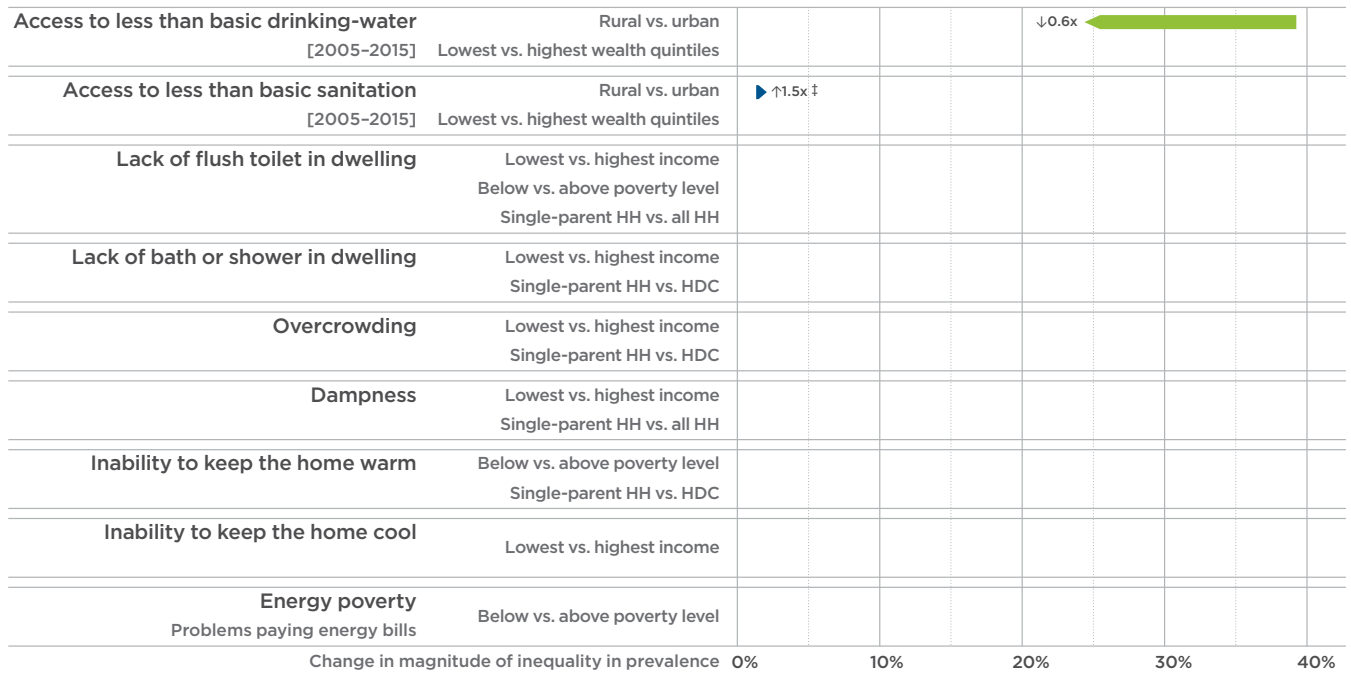 Access to less than basic drinking-water Rural vs. urban ↓0.6x
[2005–2015] Lowest vs. highest wealth quintiles
Access to less than basic sanitation Rural vs. urban ↑1.5x ‡
[2005–2015] Lowest vs. highest wealth quintiles
Lack of flush toilet in dwelling Lowest vs. highest income
Below vs. above poverty level
Single-parent HH vs. all HH
Lack of bath or shower in dwelling Lowest vs. highest income
Single-parent HH vs. HDC
Overcrowding Lowest vs. highest income
Single-parent HH vs. HDC
Dampness Lowest vs. highest income
Single-parent HH vs. all HH
Inability to keep the home warm Below vs. above poverty level
Single-parent HH vs. HDC
Inability to keep the home cool
Lowest vs. highest income
Energy poverty
Below vs. above poverty level
Problems paying energy bills
Change in magnitude of inequality in prevalence 0% 10% 20% 30% 40%